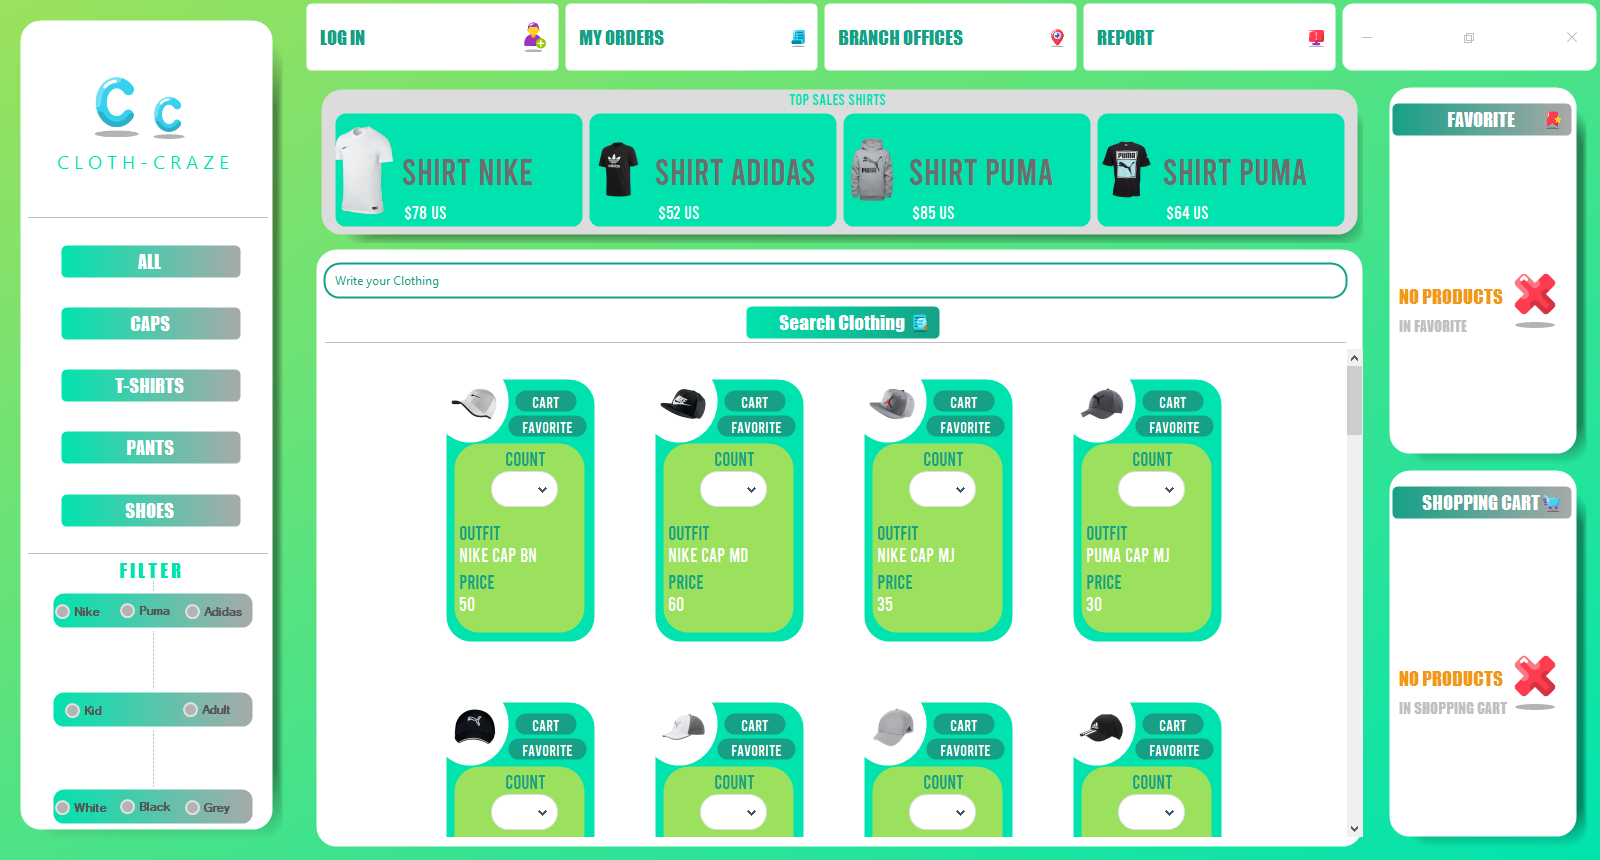 C c
CLOTH-CRAZE
ALL
CAPS
T-SHIRTS
PANTS
SHOES
FILTER
Nike Puma Adidas
Kid Adult
White Black Grey
LOG IN
MY ORDERS
BRANCH OFFICES
REPORT
TOP SALES SHIRTS
SHIRT NIKE
$78 US
adidas
SHIRT ADIDAS
$52 US
PUMA
SHIRT PUMA
$85 US
PUMA
SHIRT PUMA
$64 US
Write your Clothing
Search Clothing
CART
FAVORITE
COUNT
OUTFIT
NIKE CAP BN
PRICE
50
CART
FAVORITE
COUNT
OUTFIT
NIKE CAP MD
PRICE
60
CART
FAVORITE
COUNT
OUTFIT
NIKE CAP MJ
PRICE
35
CART
FAVORITE
COUNT
OUTFIT
PUMA CAP MJ
PRICE
30
CART
FAVORITE
COUNT
CART
FAVORITE
COUNT
CART
FAVORITE
COUNT
CART
FAVORITE
COUNT
FAVORITE
NO PRODUCTS
IN FAVORITE
SHOPPING CART
NO PRODUCTS
IN SHOPPING CART